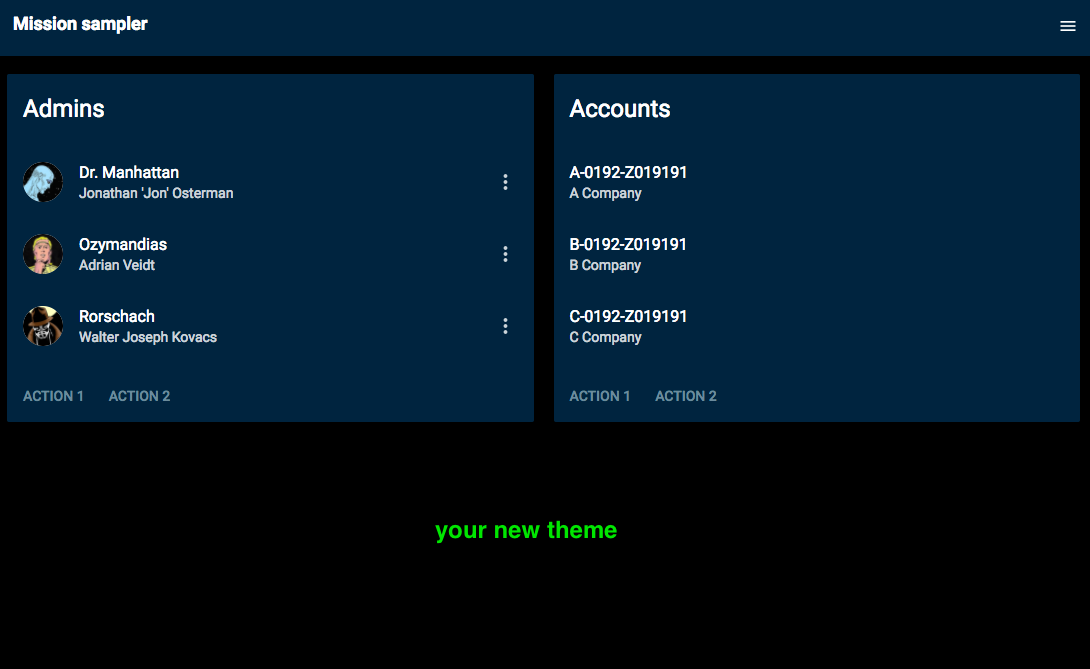 Mission sampler
Admins
Dr. Manhattan
Jonathan 'Jon' Osterman
Ozymandias
Adrian Veidt
Rorschach
Walter Joseph Kovacs
ACTION 1 ACTION 2
Accounts
A-0192-Z019191
A Company
B-0192-Z019191
B Company
C-0192-Z019191
C Company
ACTION 1 ACTION 2
your new theme